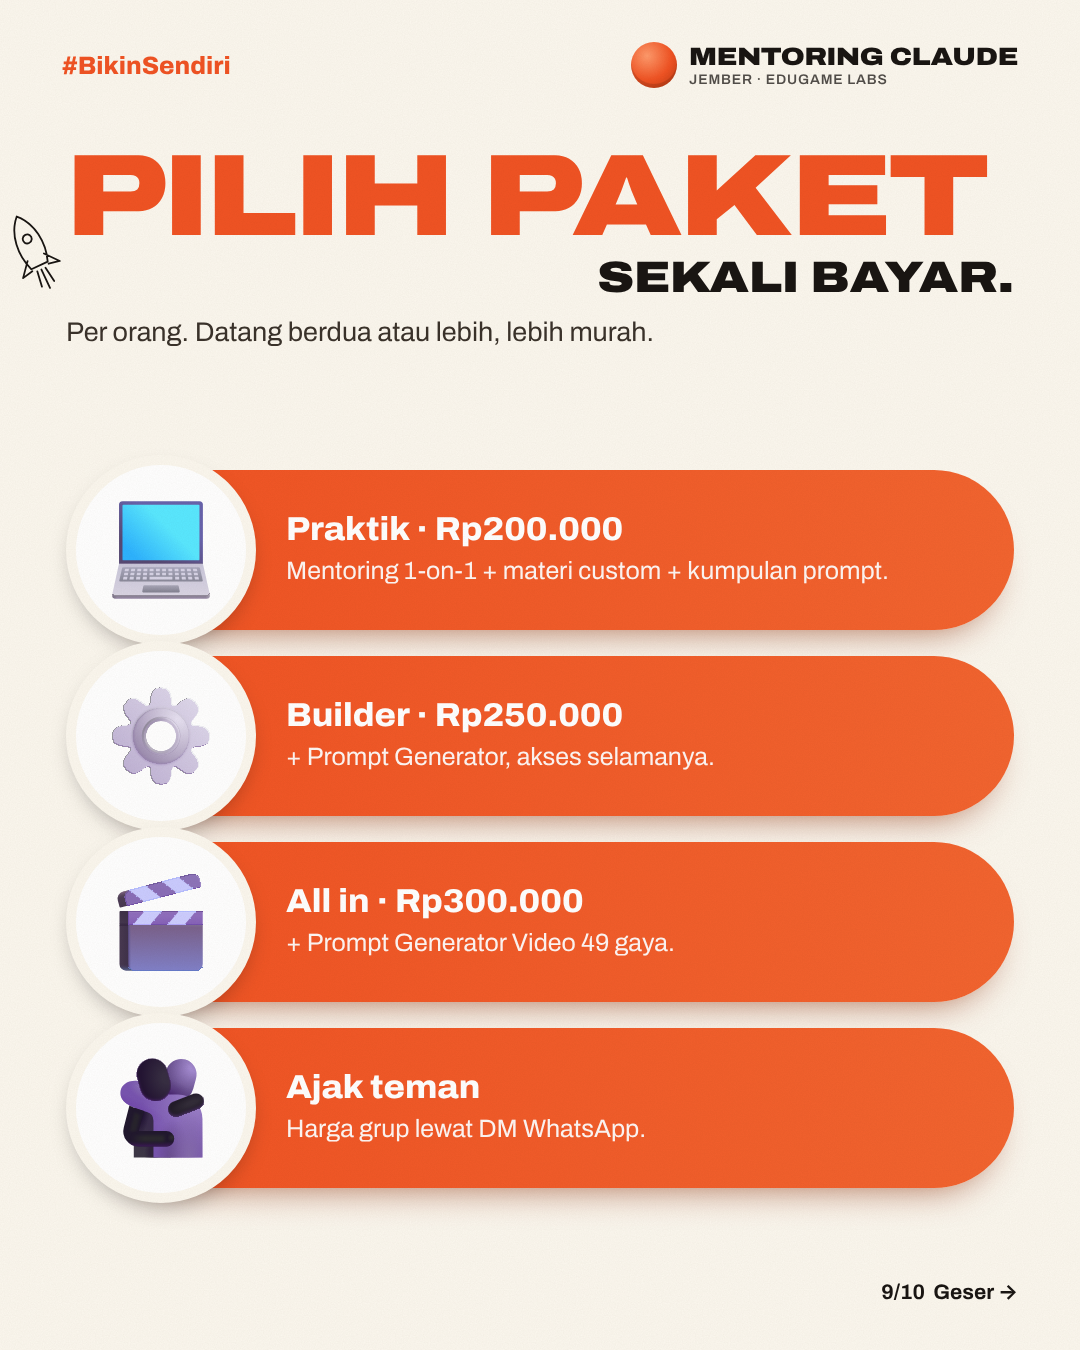 #BikinSendiri
MENTORING CLAUDE
JEMBER · EDUGAME LABS
PILIH PAKET
SEKALI BAYAR.
Per orang. Datang berdua atau lebih, lebih murah.
Praktik · Rp200.000
Mentoring 1-on-1 + materi custom + kumpulan prompt.
Builder · Rp250.000
+ Prompt Generator, akses selamanya.
All in · Rp300.000
+ Prompt Generator Video 49 gaya.
Ajak teman
Harga grup lewat DM WhatsApp.
9/10 Geser →